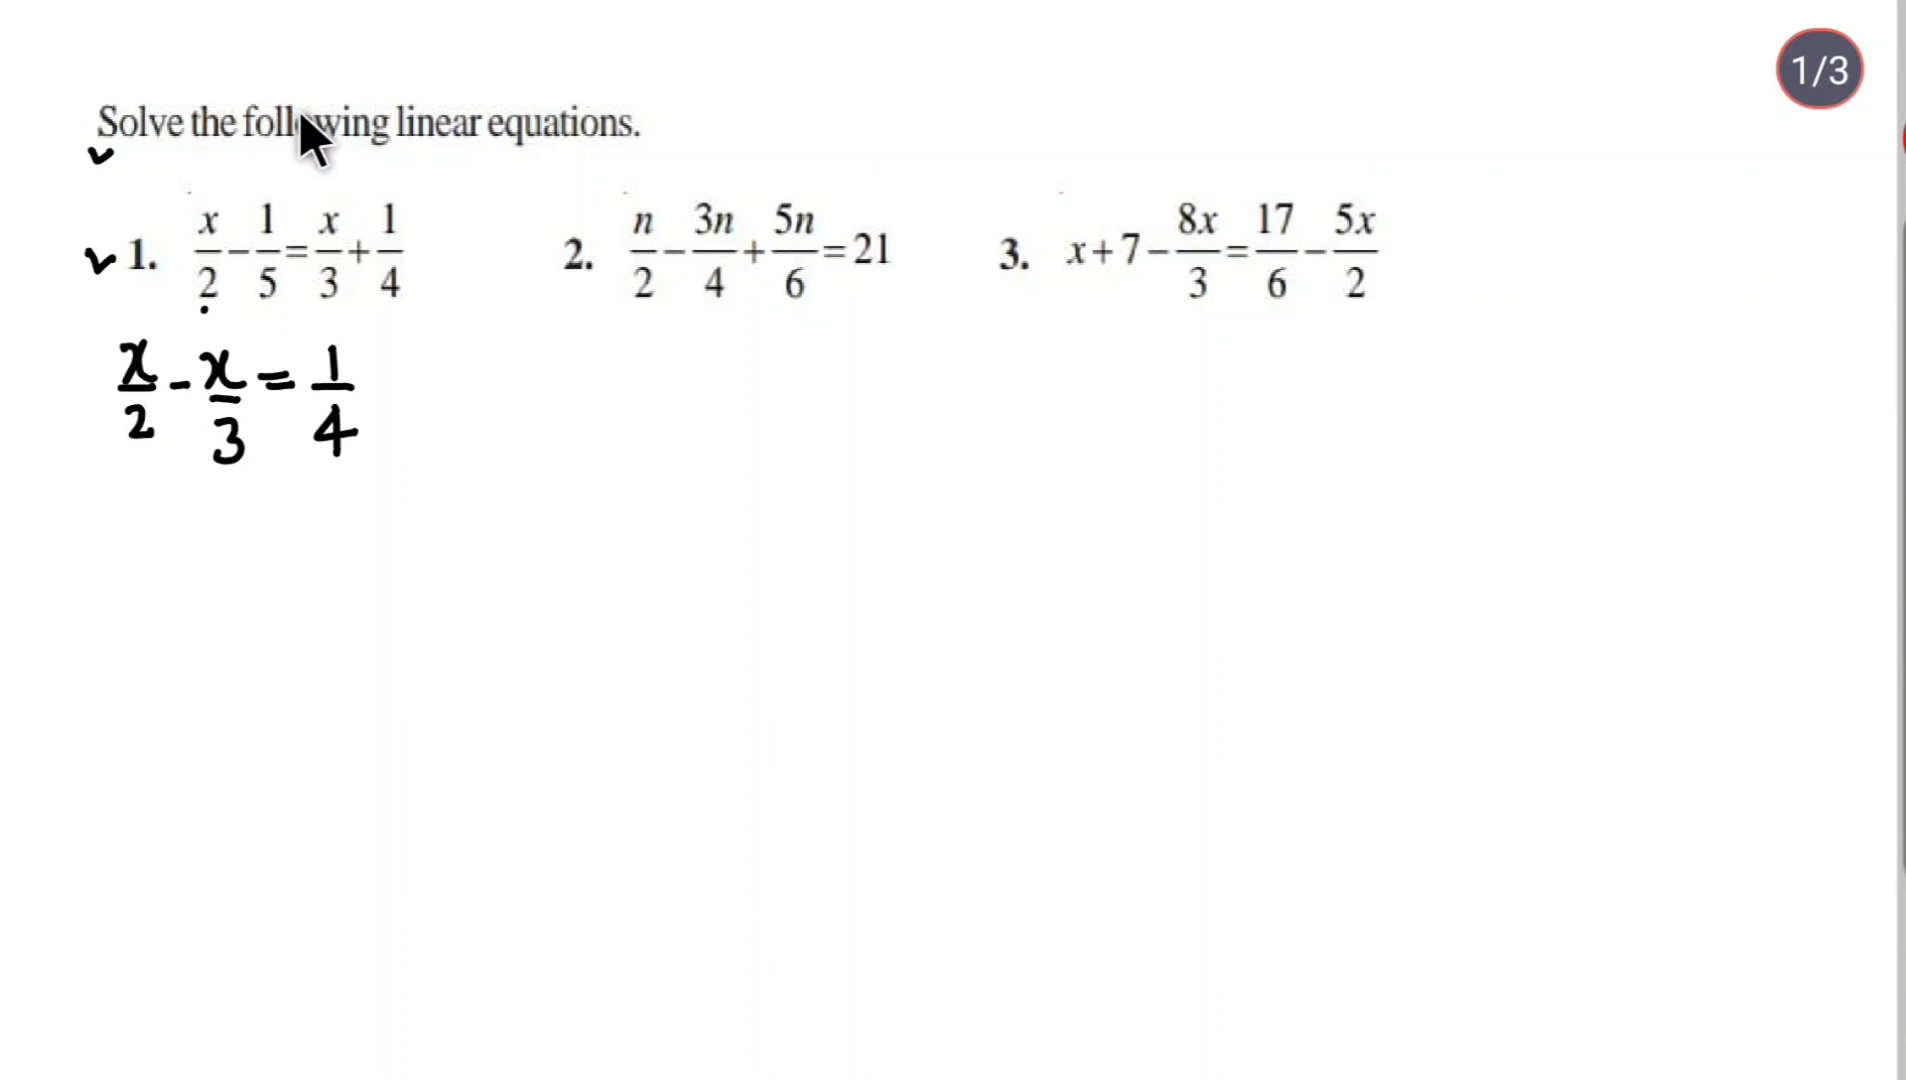 1/3
Solve the following linear equations.
1. x/2 - 1/5 = x/3 + 1/4
2. n/2 - 3n/4 + 5n/6 = 21
3. x + 7 - 8x/3 = 17/6 - 5x/2
x/2 - x/3 = 1/4